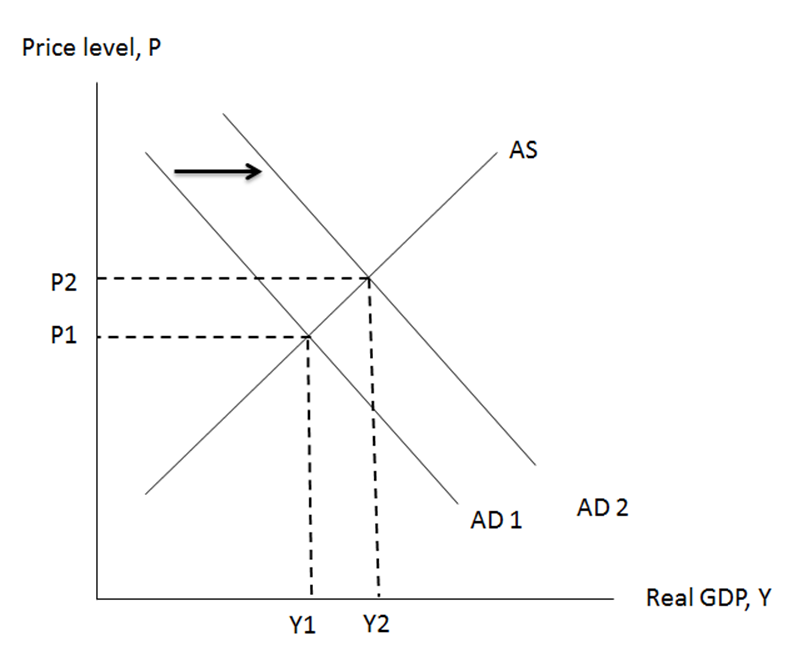 Price level, P
AS
P2
P1
AD 2
AD 1
Real GDP, Y
Y1
Y2